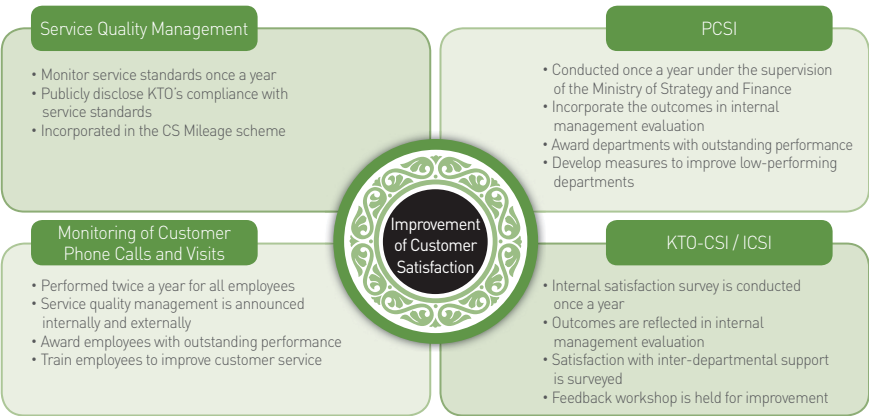 Service Quality Management
• Monitor service standards once a year
• Publicly disclose KTO's compliance with
service standards
• Incorporated in the CS Mileage scheme
PCSI
• Conducted once a year under the supervision
of the Ministry of Strategy and Finance
• Incorporate the outcomes in internal
management evaluation
• Award departments with outstanding performance
• Develop measures to improve low-performing
departments
Improvement
of Customer
Satisfaction
Monitoring of Customer
Phone Calls and Visits
• Performed twice a year for all employees
• Service quality management is announced
internally and externally
• Award employees with outstanding performance
• Train employees to improve customer service
KTO-CSI / ICSI
• Internal satisfaction survey is conducted
once a year
• Outcomes are reflected in internal
management evaluation
• Satisfaction with inter-departmental support
is surveyed
• Feedback workshop is held for improvement